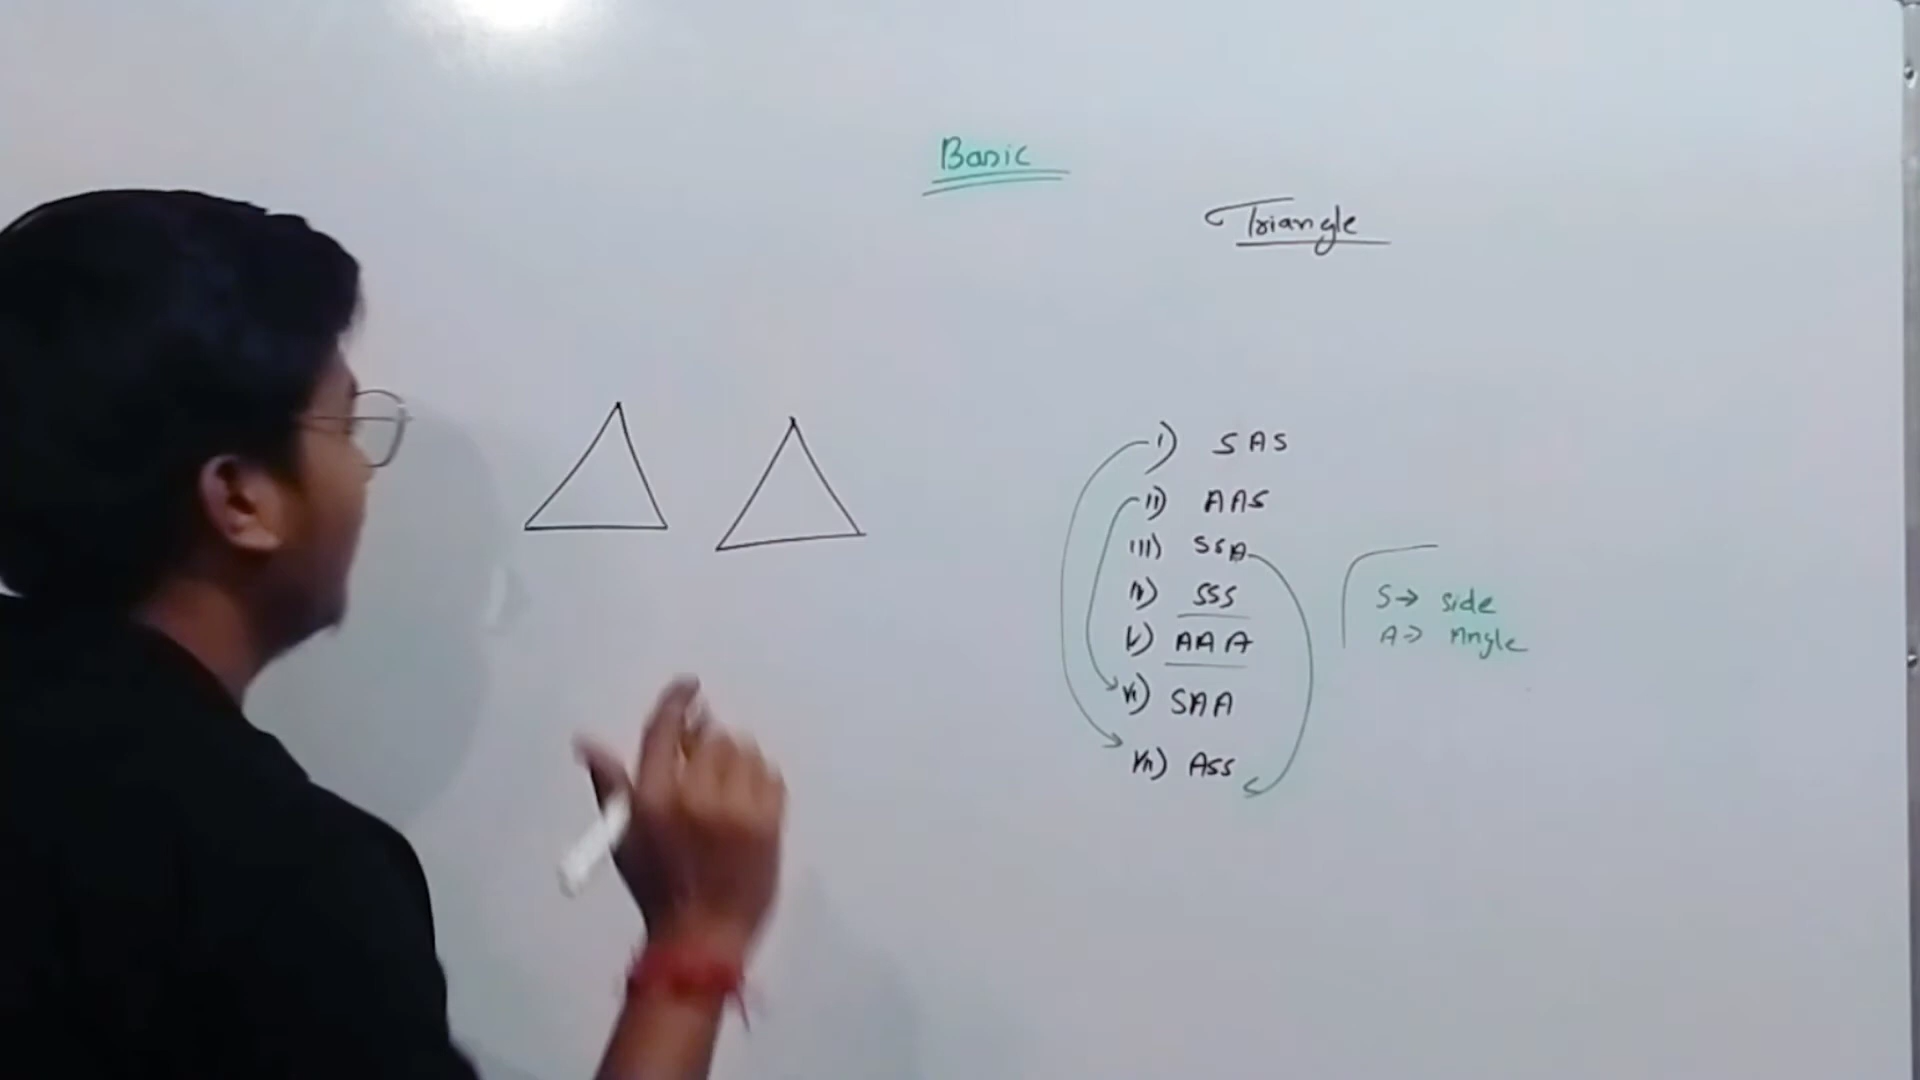 Basic
Triangle
i) SAS
ii) AAS
iii) SSA
iv) SSS
v) AAA
vi) SAA
vii) ASS
S→ side
A→ Angle